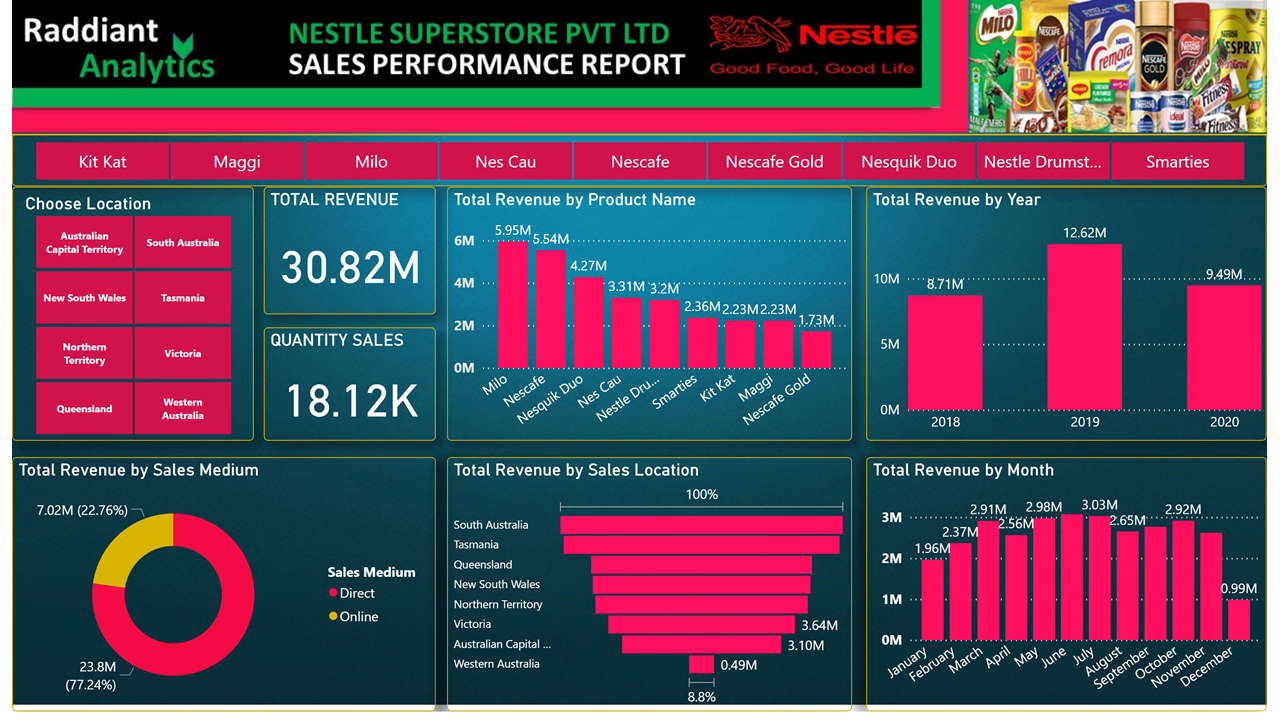 Raddiant
Analytics
NESTLE SUPERSTORE PVT LTD
SALES PERFORMANCE REPORT
Nestlé
Good Food, Good Life
MILO
NESCAFE
Cremora
NESCAFE
GOLD
Nestlé
ESPRAY
MAGGI
ideal
Fitness
Fitness
Aero
Kit Kat
Maggi
Milo
Nes Cau
Nescafe
Nescafe Gold
Nesquik Duo
Nestle Drumst...
Smarties
Choose Location
Australian
Capital Territory
South Australia
New South Wales
Tasmania
Northern
Territory
Victoria
Queensland
Western
Australia
TOTAL REVENUE
30.82M
QUANTITY SALES
18.12K
Total Revenue by Product Name
6M
4M
2M
0M
5.95M
5.54M
4.27M
3.31M
3.2M
2.36M
2.23M
2.23M
1.73M
Milo
Nescafe
Nesquik Duo
Nes Cau
Nestle Dru...
Smarties
Kit Kat
Maggi
Nescafe Gold
Total Revenue by Year
10M
5M
0M
8.71M
12.62M
9.49M
2018
2019
2020
Total Revenue by Sales Medium
7.02M (22.76%)
23.8M
(77.24%)
Sales Medium
Direct
Online
Total Revenue by Sales Location
100%
South Australia
Tasmania
Queensland
New South Wales
Northern Territory
Victoria
3.64M
Australian Capital ...
3.10M
Western Australia
0.49M
8.8%
Total Revenue by Month
3M
2M
1M
0M
1.96M
2.37M
2.91M
2.56M
2.98M
3.03M
2.65M
2.92M
0.99M
January
February
March
April
May
June
July
August
September
October
November
December